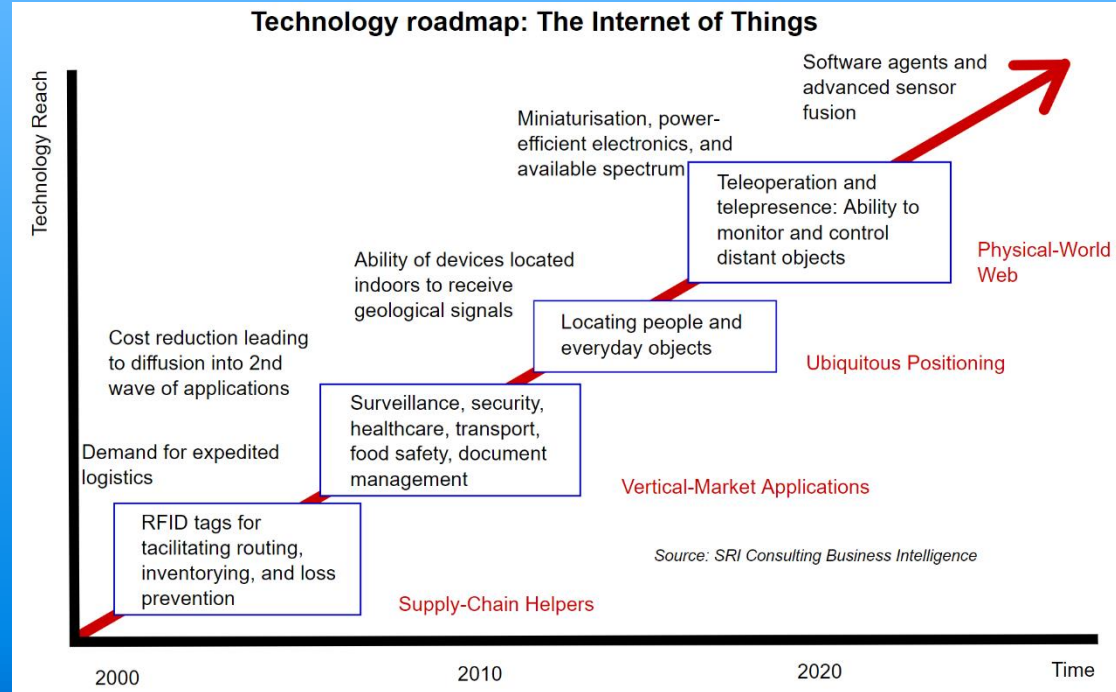 Technology roadmap: The Internet of Things
Technology Reach
Software agents and
advanced sensor
fusion
Miniaturisation, power-
efficient electronics, and
available spectrum
Teleoperation and
telepresence: Ability to
monitor and control
distant objects
Physical-World
Web
Ability of devices located
indoors to receive
geological signals
Locating people and
everyday objects
Ubiquitous Positioning
Cost reduction leading
to diffusion into 2nd
wave of applications
Surveillance, security,
healthcare, transport,
food safety, document
management
Vertical-Market Applications
Demand for expedited
logistics
RFID tags for
tacilitating routing,
inventorying, and loss
prevention
Supply-Chain Helpers
Source: SRI Consulting Business Intelligence
2000
2010
2020
Time